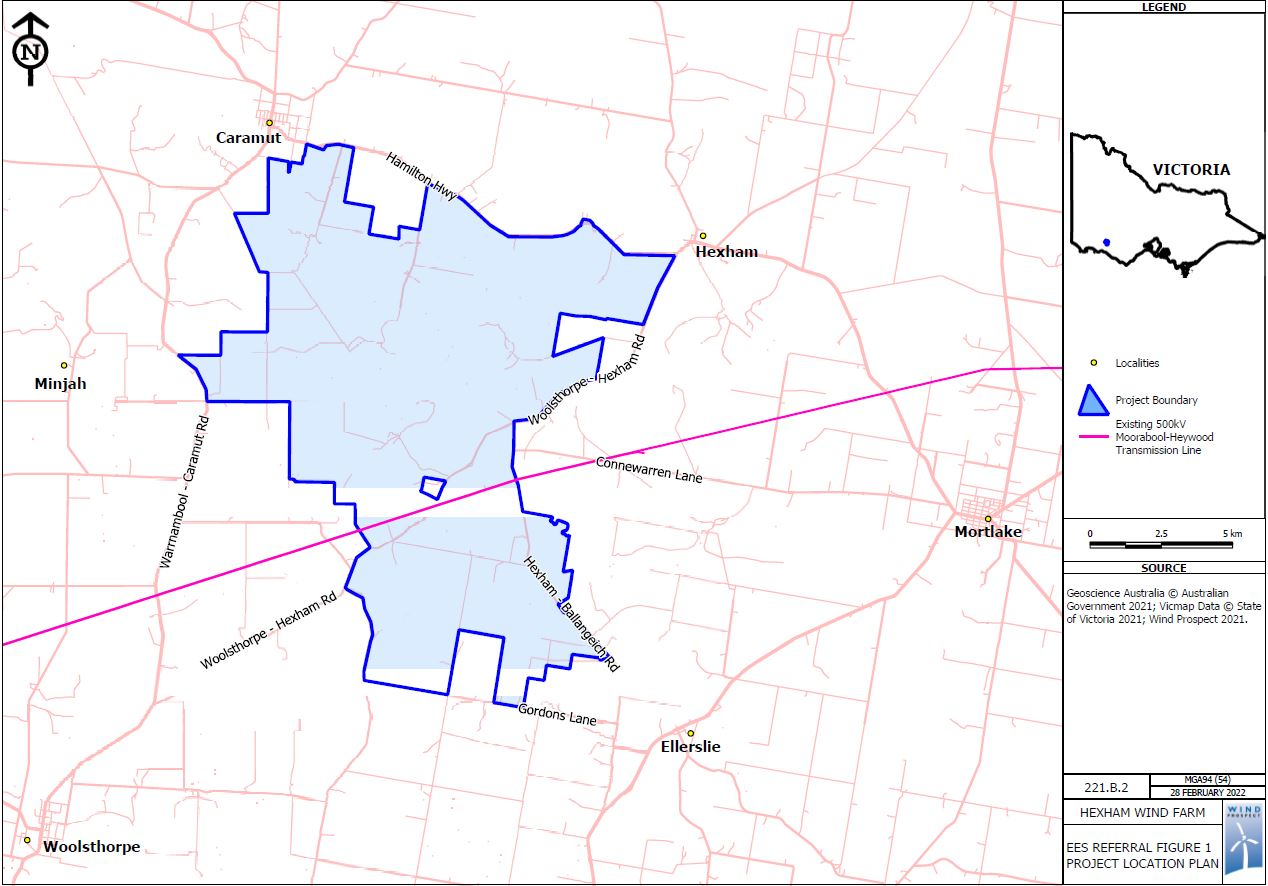 N
Caramut
Hamilton Hwy
Hexham
Minjah
Woolsthorpe - Hexham Rd
Warrnambool - Caramut Rd
Connewarren Lane
Mortlake
Hexham - Ballangeich Rd
Woolsthorpe - Hexham Rd
Gordons Lane
Ellerslie
Woolsthorpe
LEGEND
VICTORIA
Localities
Project Boundary
Existing 500kV
Moorabool-Heywood
Transmission Line
0 2.5 5 km
SOURCE
Geoscience Australia © Australian
Government 2021; Vicmap Data © State
of Victoria 2021; Wind Prospect 2021.
221.B.2
MGA94 (54)
28 FEBRUARY 2022
HEXHAM WIND FARM
EES REFERRAL FIGURE 1
PROJECT LOCATION PLAN
WIND
PROSPECT